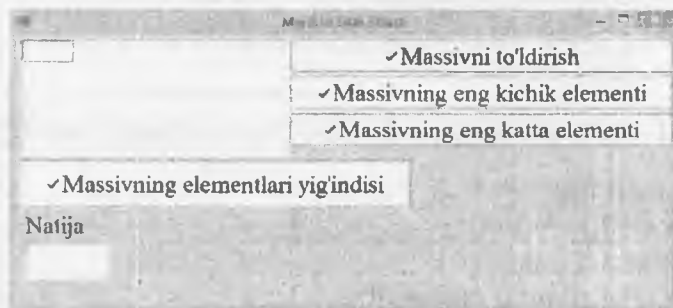 Massivni to'ldirish
Massivning eng kichik elementi
Massivning eng katta elementi
Massivning elementlari yig'indisi
Natija